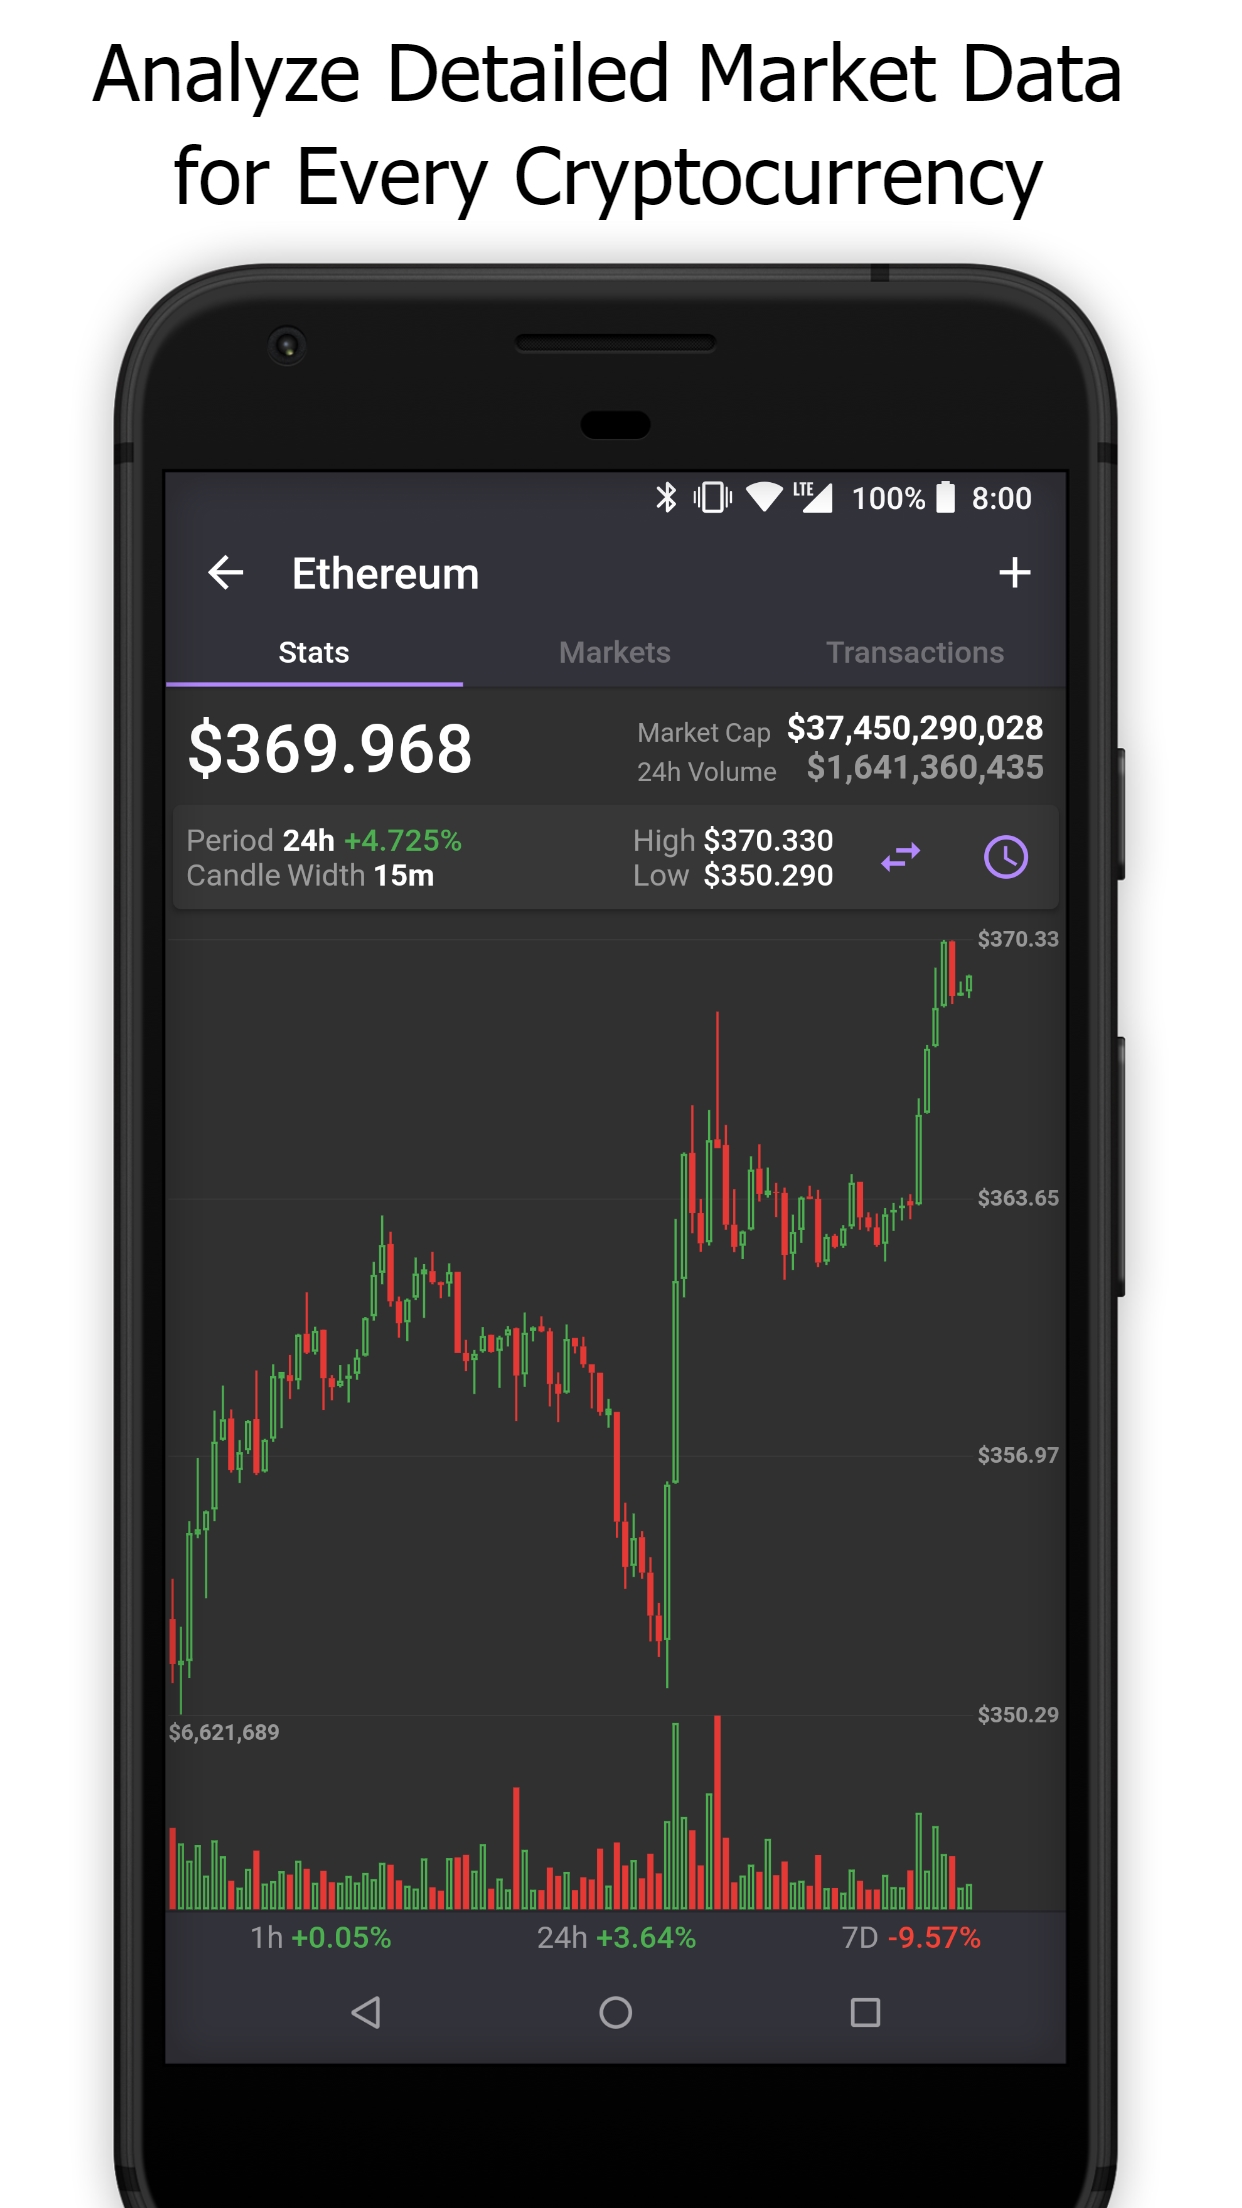 Analyze Detailed Market Data
for Every Cryptocurrency
LTE 100% 8:00
Ethereum
Stats Markets Transactions
$369.968
Market Cap $37,450,290,028
24h Volume $1,641,360,435
Period 24h +4.725%
Candle Width 15m
High $370.330
Low $350.290
$370.33
$363.65
$356.97
$350.29
$6,621,689
1h +0.05% 24h +3.64% 7D -9.57%